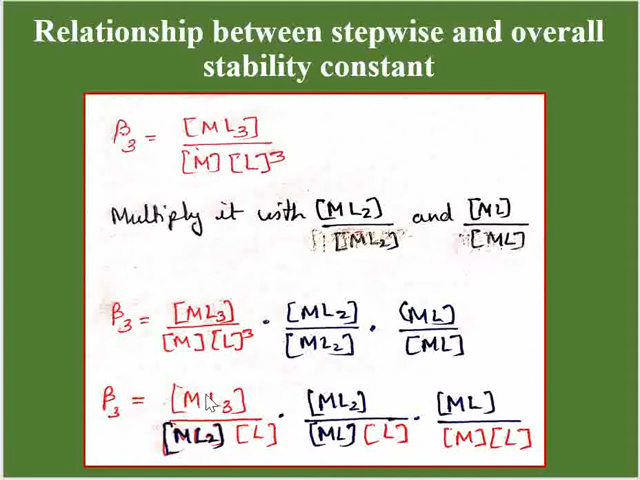 Relationship between stepwise and overall
stability constant
β₃ = [ML₃] / [M][L]³
Multiply it with [ML₂] / [ML₂] and [ML] / [ML]
β₃ = [ML₃] / [M][L]³ · [ML₂] / [ML₂] · [ML] / [ML]
β₃ = [ML₃] / [ML₂][L] · [ML₂] / [ML][L] · [ML] / [M][L]